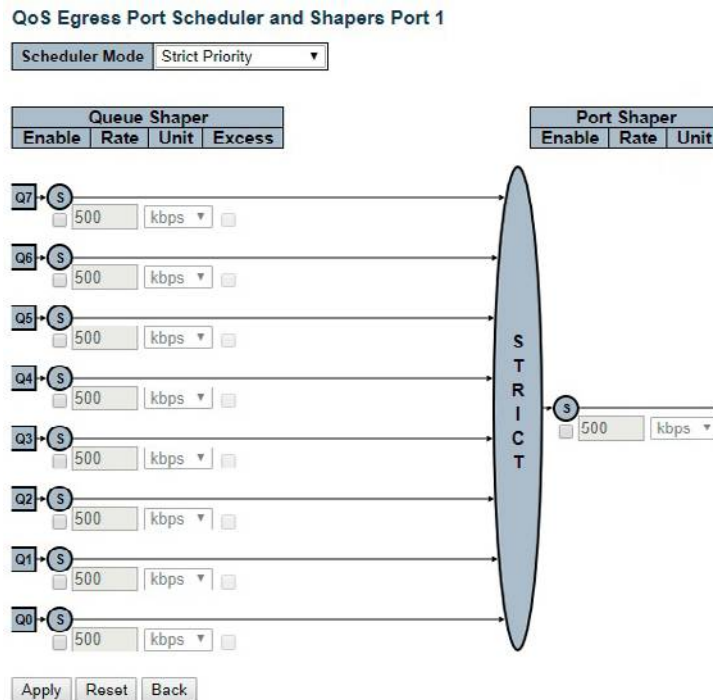 QoS Egress Port Scheduler and Shapers Port 1
Scheduler Mode Strict Priority
Queue Shaper
Enable Rate Unit Excess
Port Shaper
Enable Rate Unit
Q7 S
500 kbps
Q6 S
500 kbps
Q5 S
500 kbps
Q4 S
500 kbps
Q3 S
500 kbps
Q2 S
500 kbps
Q1 S
500 kbps
Q0 S
500 kbps
STRICT
S
500 kbps
Apply Reset Back